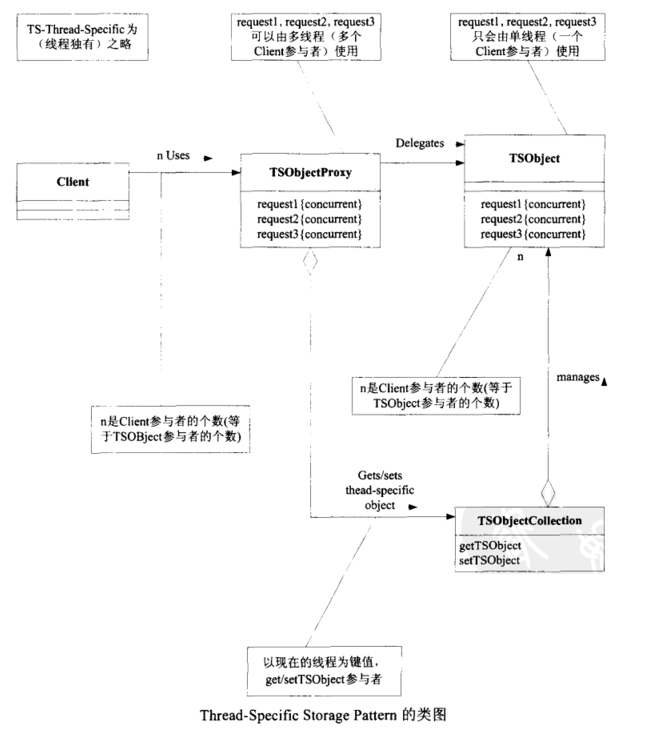 TS-Thread-Specific为
（线程独有）之略
request1, request2, request3
可以由多线程（多个
Client参与者）使用
request1, request2, request3
只会由单线程（一个
Client参与者）使用
n Uses
Delegates
Client
TSObjectProxy
request1{concurrent}
request2{concurrent}
request3{concurrent}
TSObject
request1{concurrent}
request2{concurrent}
request3{concurrent}
n
n是Client参与者的个数(等于
TSObject参与者的个数)
manages
n是Client参与者的个数(等
于TSOBject参与者的个数)
Gets/sets
thead-specific
object
TSObjectCollection
getTSObject
setTSObject
以现在的线程为键值，
get/setTSObject参与者
Thread-Specific Storage Pattern 的类图